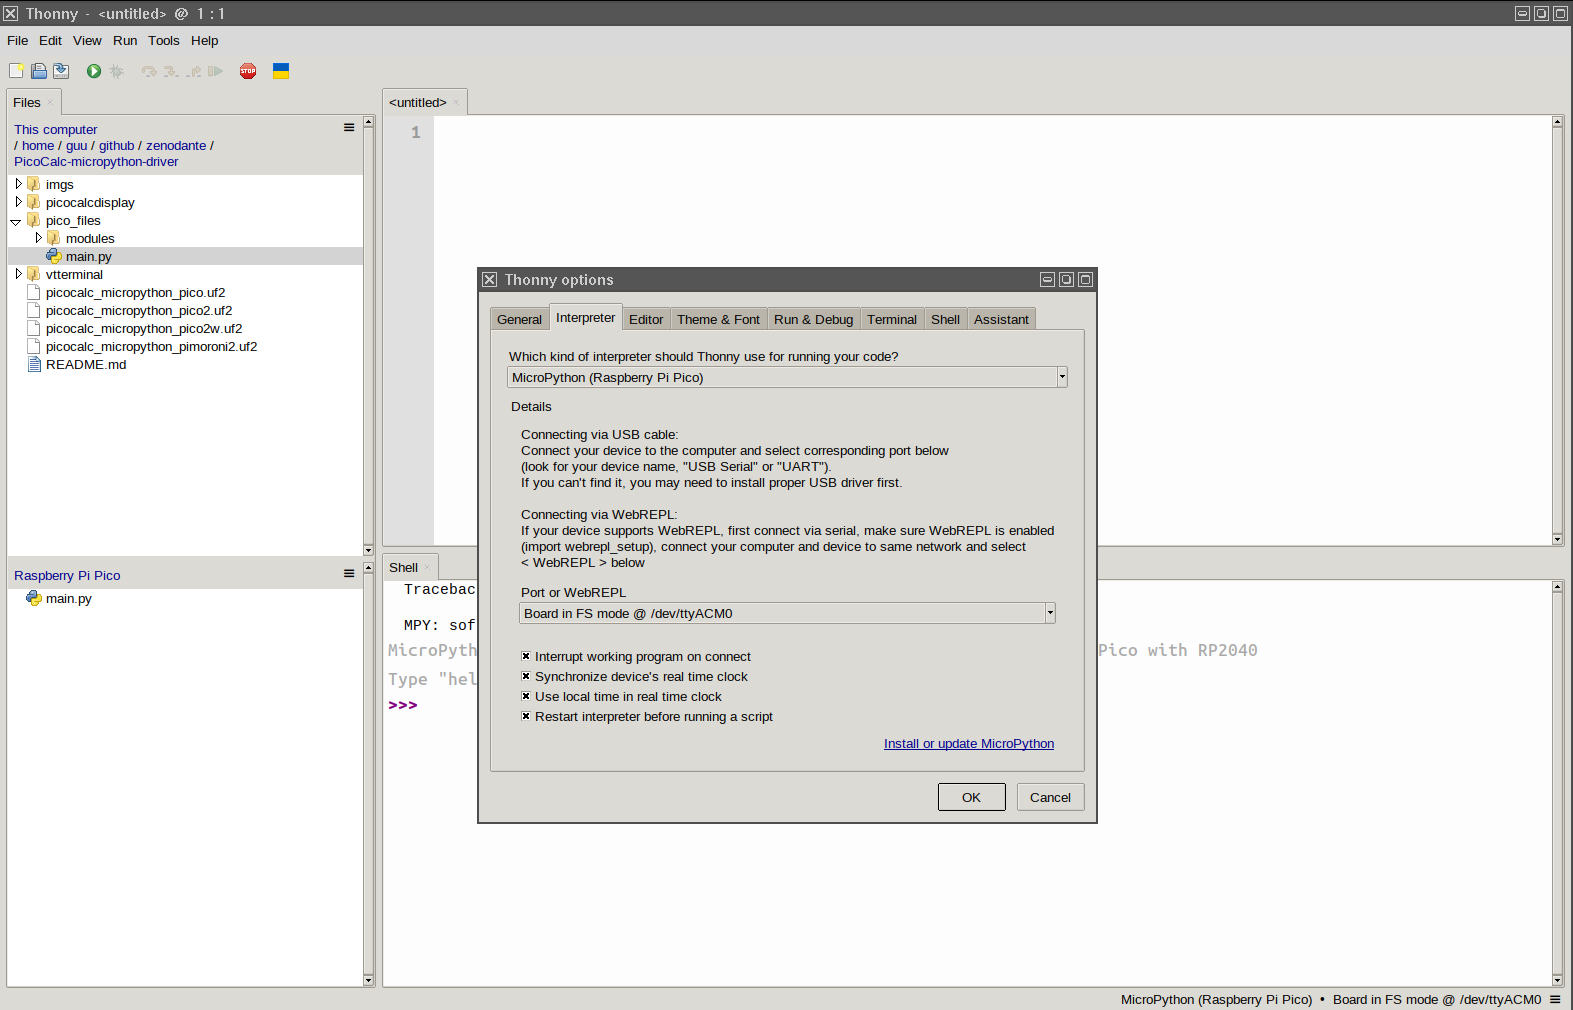 Thonny - <untitled> @ 1 : 1
File Edit View Run Tools Help
STOP
Files
This computer
/ home / guu / github / zenodante /
PicoCalc-micropython-driver
imgs
picocalcdisplay
pico_files
modules
main.py
vtterminal
picocalc_micropython_pico.uf2
picocalc_micropython_pico2.uf2
picocalc_micropython_pico2w.uf2
picocalc_micropython_pimoroni2.uf2
README.md
Raspberry Pi Pico
main.py
<untitled>
1
Shell
Tracebac
MPY: sof
MicroPyth
Pico with RP2040
Type "hel
>>>
Thonny options
General Interpreter Editor Theme & Font Run & Debug Terminal Shell Assistant
Which kind of interpreter should Thonny use for running your code?
MicroPython (Raspberry Pi Pico)
Details
Connecting via USB cable:
Connect your device to the computer and select corresponding port below
(look for your device name, "USB Serial" or "UART").
If you can't find it, you may need to install proper USB driver first.
Connecting via WebREPL:
If your device supports WebREPL, first connect via serial, make sure WebREPL is enabled
(import webrepl_setup), connect your computer and device to same network and select
< WebREPL > below
Port or WebREPL
Board in FS mode @ /dev/ttyACM0
Interrupt working program on connect
Synchronize device's real time clock
Use local time in real time clock
Restart interpreter before running a script
Install or update MicroPython
OK Cancel
MicroPython (Raspberry Pi Pico) • Board in FS mode @ /dev/ttyACM0